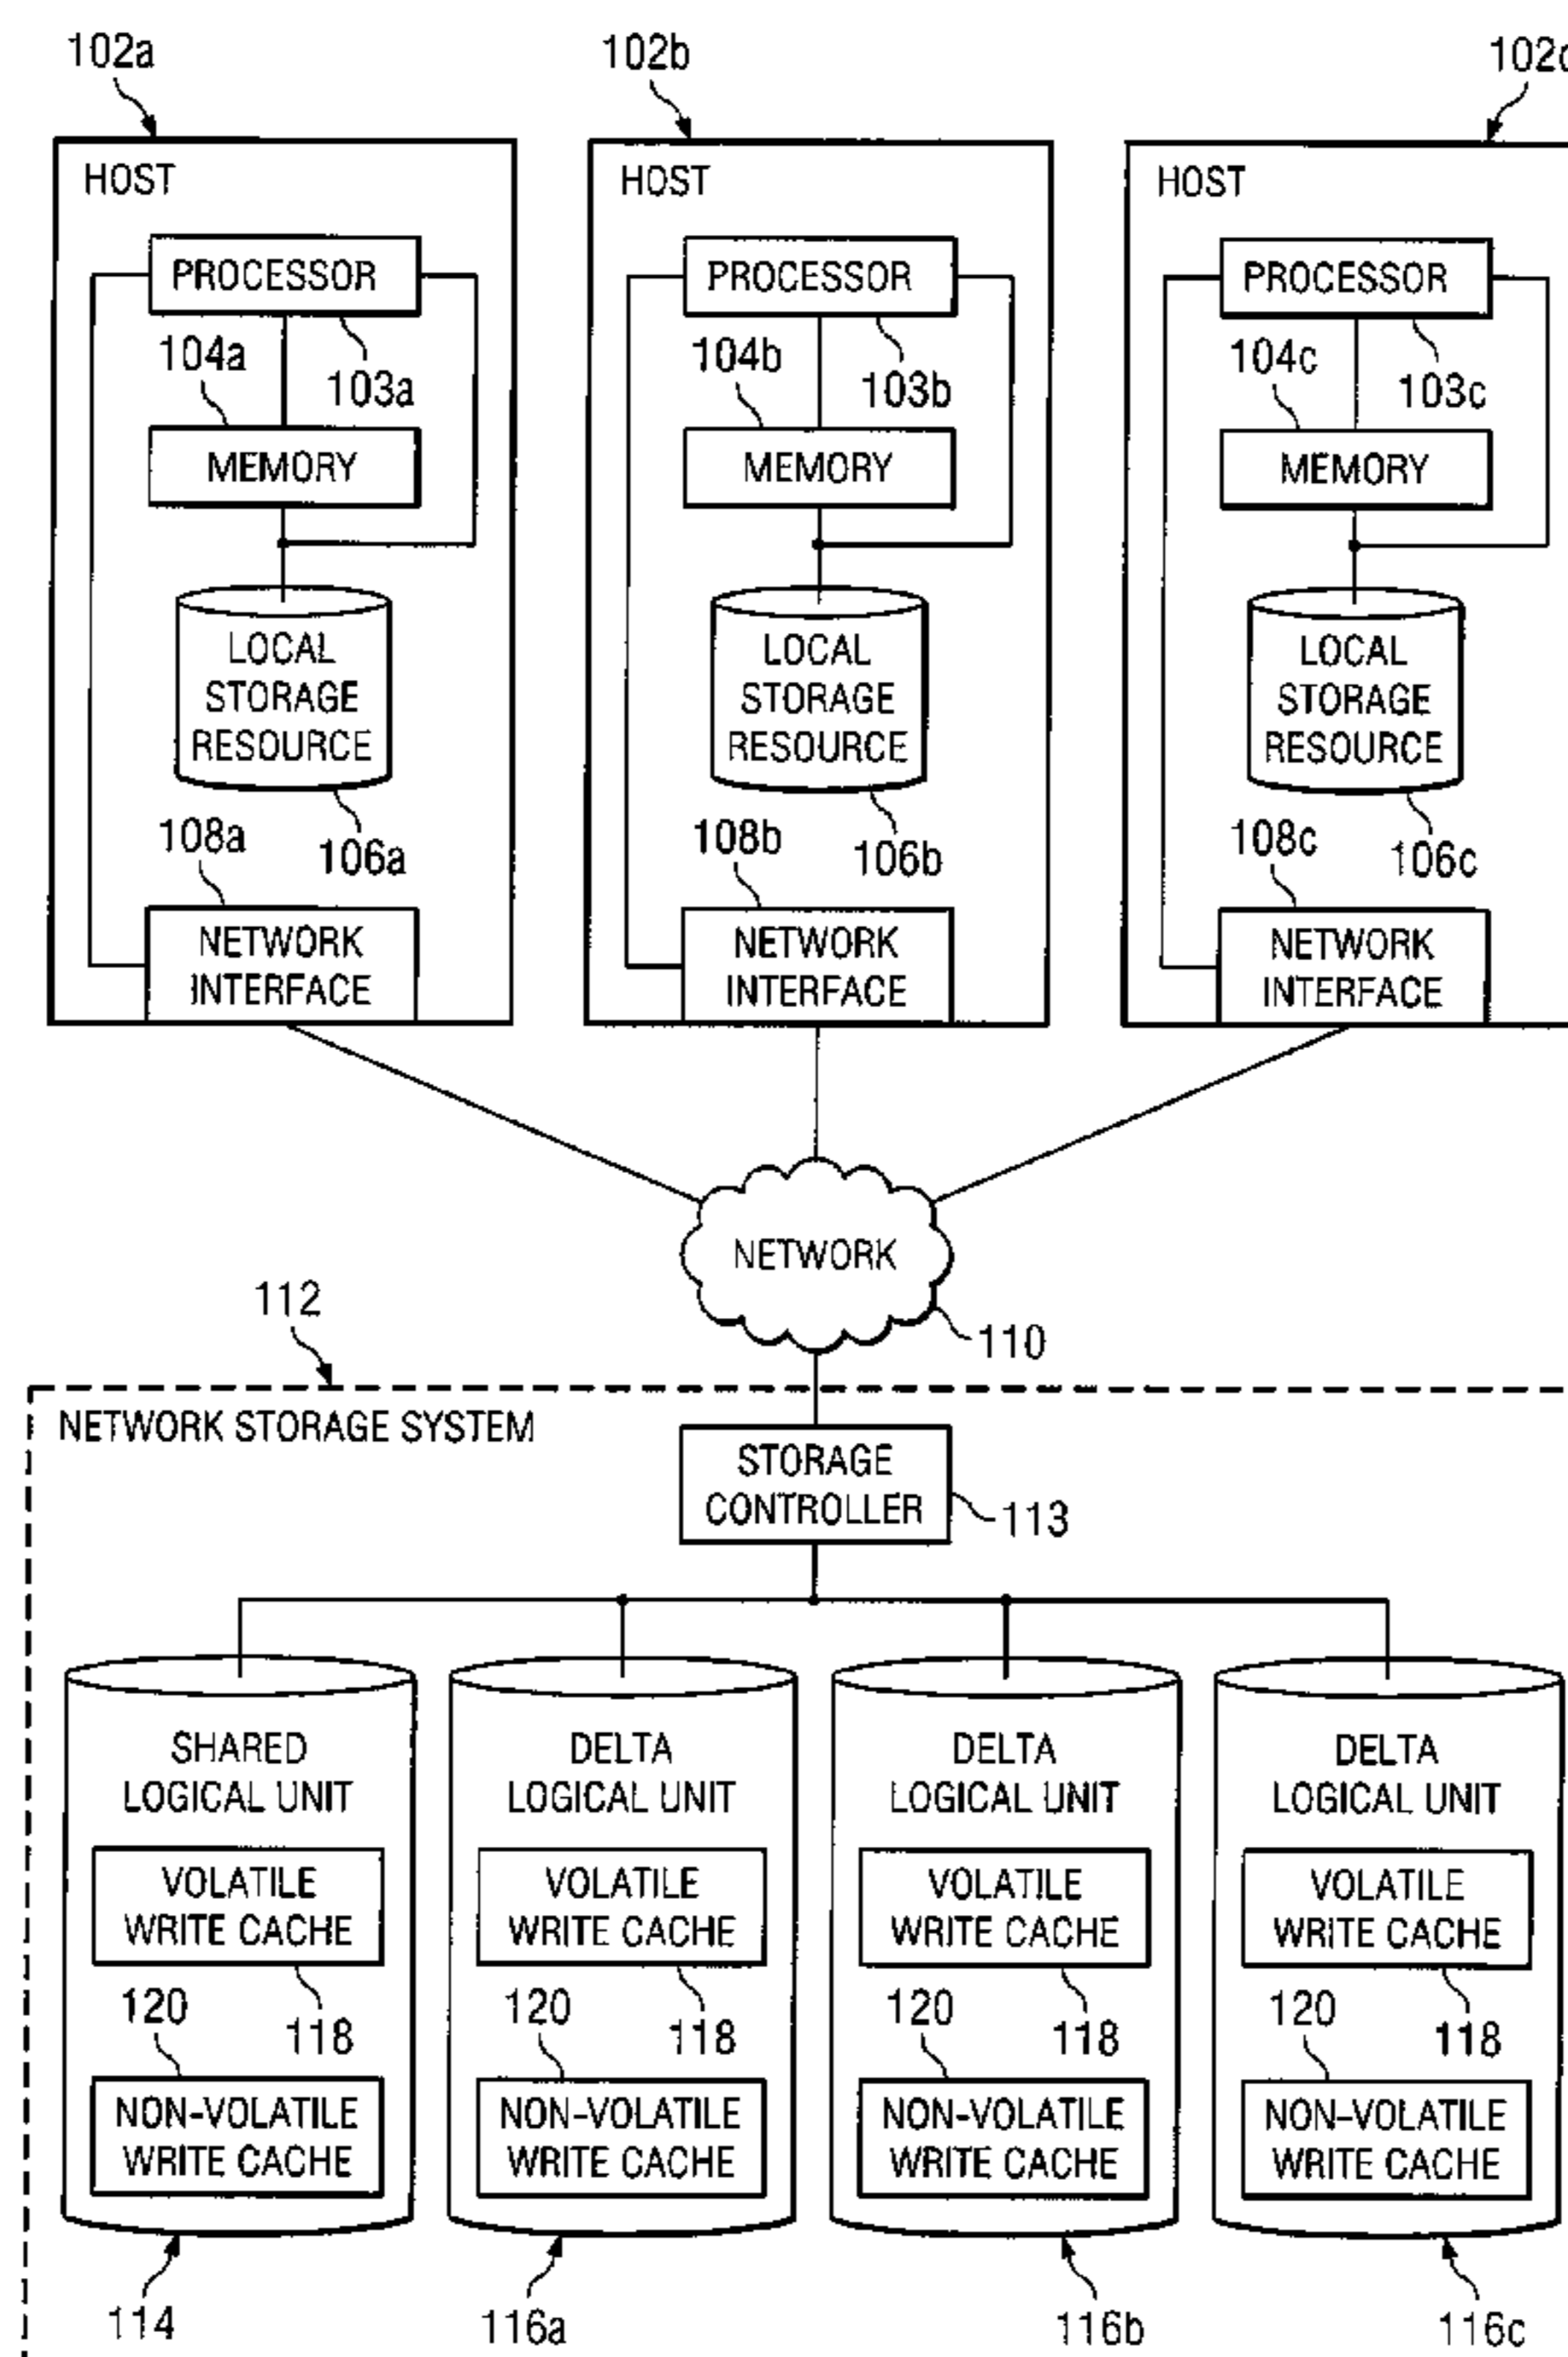 102a
102b
102c
HOST
HOST
HOST
PROCESSOR
PROCESSOR
PROCESSOR
104a
103a
104b
103b
104c
103c
MEMORY
MEMORY
MEMORY
LOCAL
STORAGE
RESOURCE
LOCAL
STORAGE
RESOURCE
LOCAL
STORAGE
RESOURCE
108a
106a
108b
106b
108c
106c
NETWORK
INTERFACE
NETWORK
INTERFACE
NETWORK
INTERFACE
NETWORK
110
112
NETWORK STORAGE SYSTEM
STORAGE
CONTROLLER
113
SHARED
LOGICAL UNIT
DELTA
LOGICAL UNIT
DELTA
LOGICAL UNIT
DELTA
LOGICAL UNIT
VOLATILE
WRITE CACHE
VOLATILE
WRITE CACHE
VOLATILE
WRITE CACHE
VOLATILE
WRITE CACHE
120
118
120
118
120
118
120
118
NON-VOLATILE
WRITE CACHE
NON-VOLATILE
WRITE CACHE
NON-VOLATILE
WRITE CACHE
NON-VOLATILE
WRITE CACHE
114
116a
116b
116c